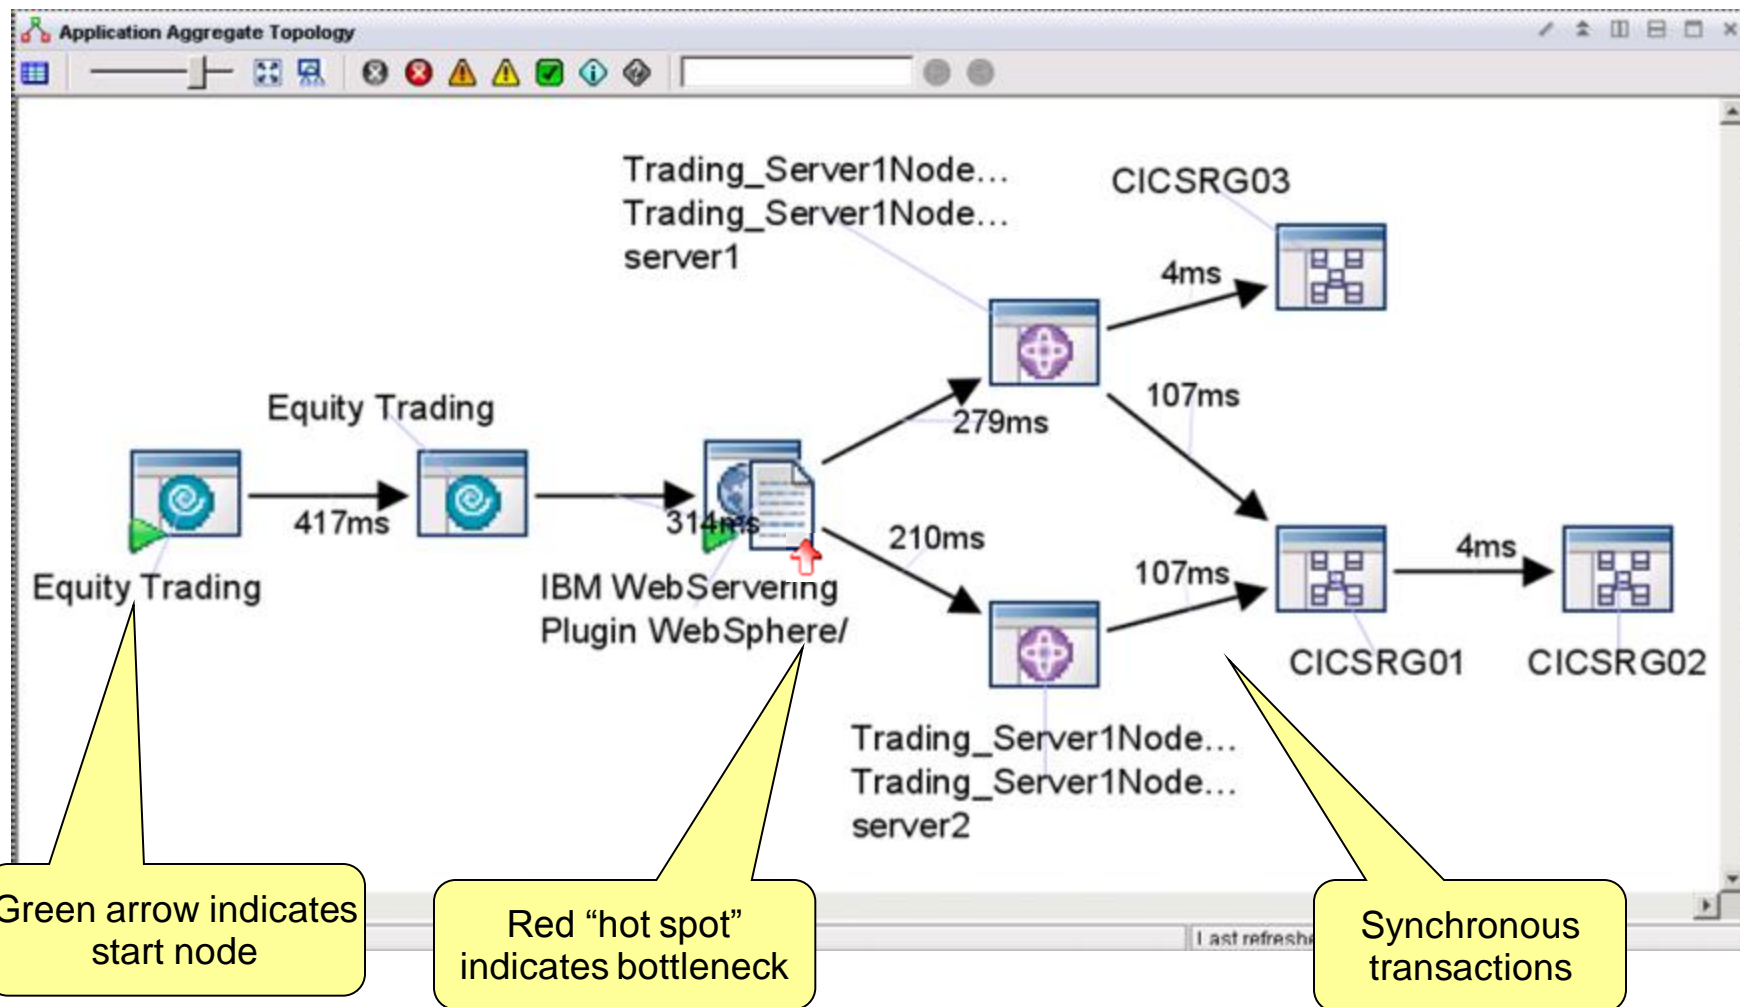 Application Aggregate Topology
Trading_Server1Node...
Trading_Server1Node...
server1
CICSRG03
4ms
279ms
107ms
Equity Trading
417ms
314ms
Equity Trading
IBM WebServering
Plugin WebSphere/
210ms
107ms
4ms
CICSRG01
CICSRG02
Trading_Server1Node...
Trading_Server1Node...
server2
Green arrow indicates
start node
Red “hot spot”
indicates bottleneck
Synchronous
transactions
Last